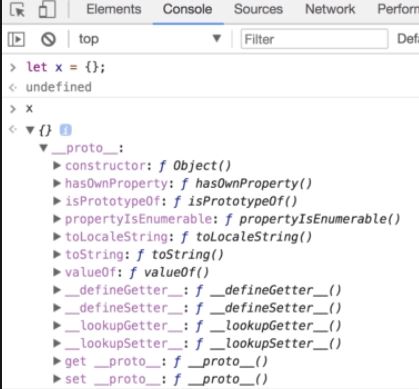 Elements Console Sources Network Perform
top Filter Defa
> let x = {};
<· undefined
> x
<· ▼ {} i
▼ __proto__:
▶ constructor: ƒ Object()
▶ hasOwnProperty: ƒ hasOwnProperty()
▶ isPrototypeOf: ƒ isPrototypeOf()
▶ propertyIsEnumerable: ƒ propertyIsEnumerable()
▶ toLocaleString: ƒ toLocaleString()
▶ toString: ƒ toString()
▶ valueOf: ƒ valueOf()
▶ __defineGetter__: ƒ __defineGetter__()
▶ __defineSetter__: ƒ __defineSetter__()
▶ __lookupGetter__: ƒ __lookupGetter__()
▶ __lookupSetter__: ƒ __lookupSetter__()
▶ get __proto__: ƒ __proto__()
▶ set __proto__: ƒ __proto__()